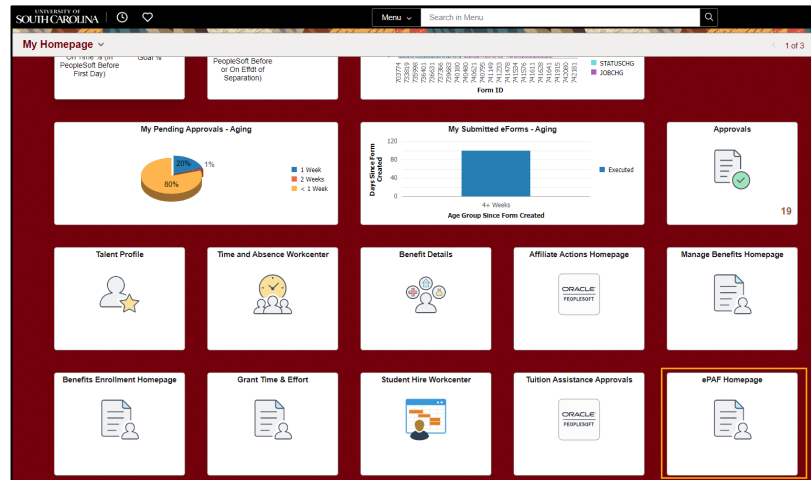 UNIVERSITY OF
SOUTH CAROLINA
Menu
Search in Menu
My Homepage
1 of 3
On Time % (in
PeopleSoft Before
First Day)
Goal %
PeopleSoft Before
or On Effdt of
Separation)
STATUSCHG
JOBCHG
Form ID
My Pending Approvals - Aging
20%
1%
80%
1 Week
2 Weeks
< 1 Week
My Submitted eForms - Aging
Days Since Form
Created
120
80
40
0
4+ Weeks
Age Group Since Form Created
Executed
Approvals
19
Talent Profile
Time and Absence Workcenter
Benefit Details
Affiliate Actions Homepage
ORACLE'
PEOPLESOFT
Manage Benefits Homepage
Benefits Enrollment Homepage
Grant Time & Effort
Student Hire Workcenter
Tuition Assistance Approvals
ORACLE'
PEOPLESOFT
ePAF Homepage